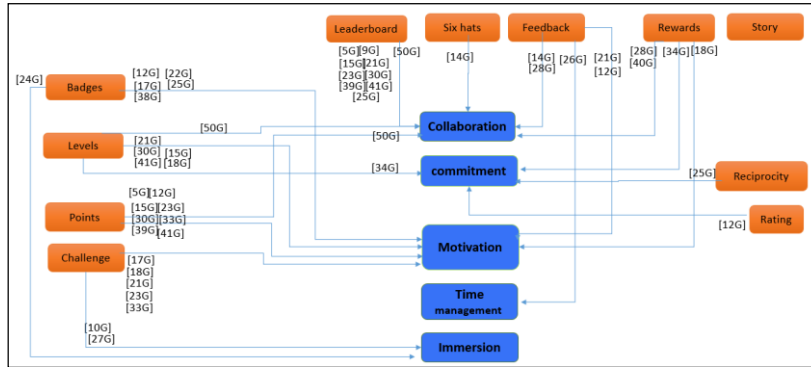 Leaderboard
Six hats
Feedback
Rewards
Story
[5G][9G] [50G]
[15G][21G]
[23G][30G]
[39G][41G]
[25G]
[14G]
[14G]
[28G]
[26G]
[21G]
[12G]
[28G]
[40G]
[34G]
[18G]
[24G]
Badges
[12G] [22G]
[17G] [25G]
[38G]
[50G]
Collaboration
[50G]
Levels
[21G]
[30G] [15G]
[41G] [18G]
[34G]
commitment
[25G]
Reciprocity
[5G][12G]
[15G][23G]
[30G] [33G]
[39G] [41G]
Points
[12G]
Rating
Motivation
Challenge
[17G]
[18G]
[21G]
[23G]
[33G]
Time
management
[10G]
[27G]
Immersion